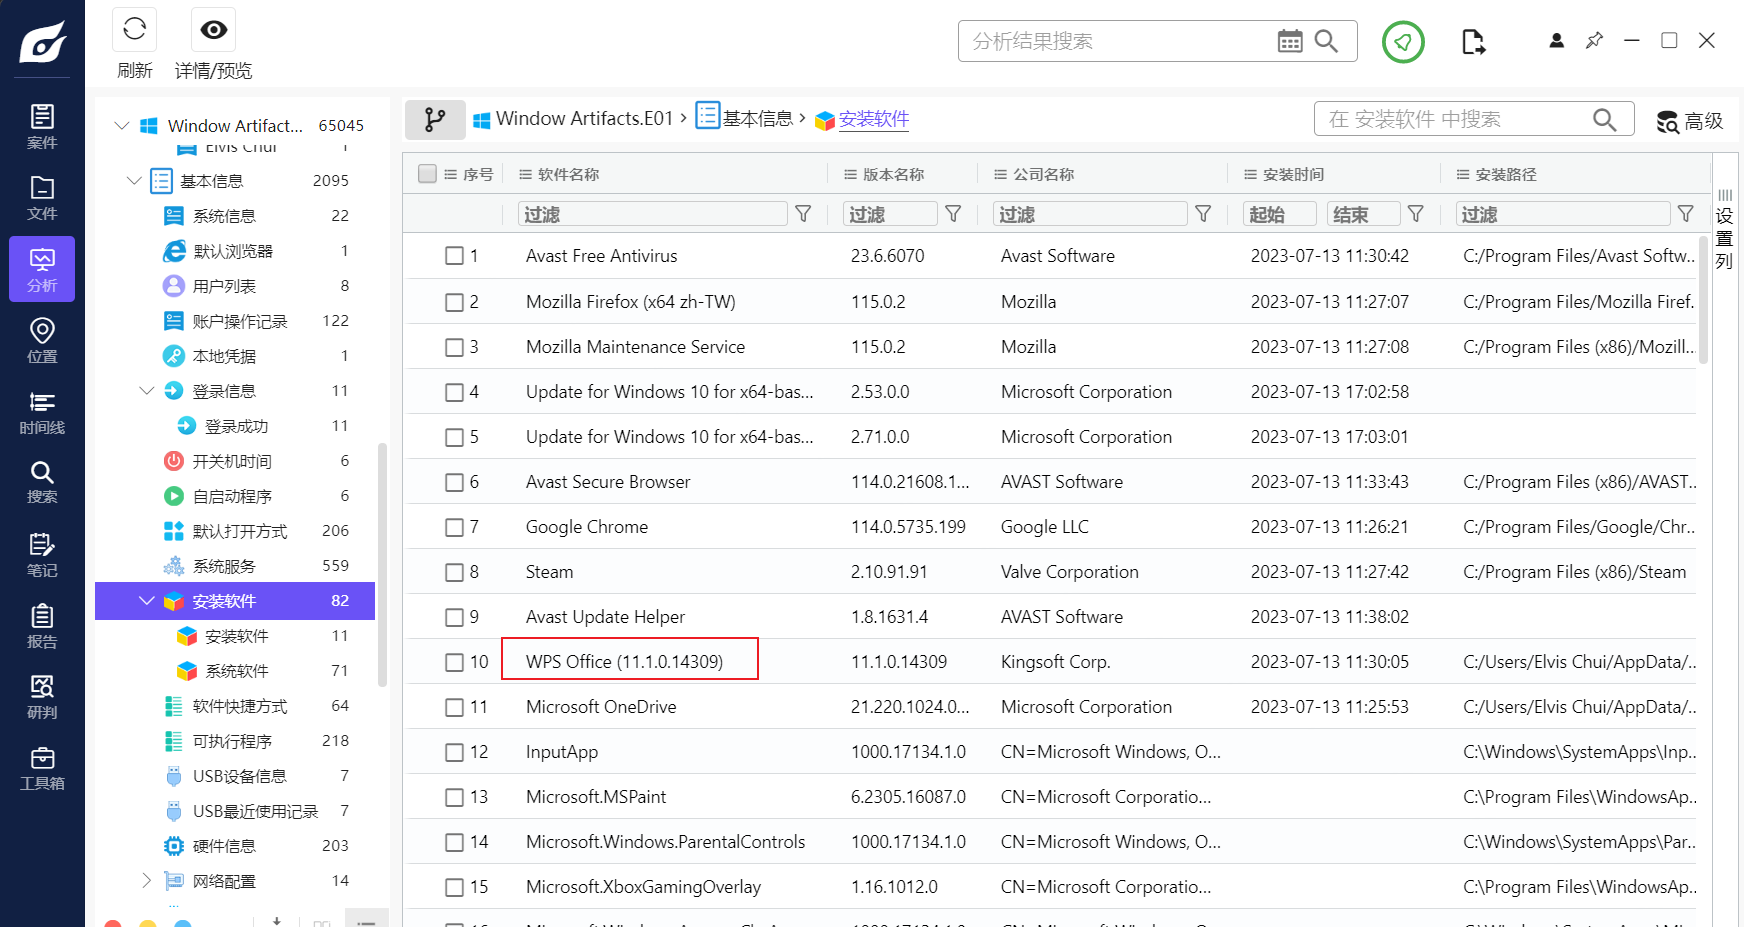 刷新
详情/预览
分析结果搜索
案件
文件
分析
位置
时间线
搜索
笔记
报告
研判
工具箱
Window Artifact... 65045
Elvis Chui 1
基本信息 2095
系统信息 22
默认浏览器 1
用户列表 8
账户操作记录 122
本地凭据 1
登录信息 11
登录成功 11
开关机时间 6
自启动程序 6
默认打开方式 206
系统服务 559
安装软件 82
安装软件 11
系统软件 71
软件快捷方式 64
可执行程序 218
USB设备信息 7
USB最近使用记录 7
硬件信息 203
网络配置 14
Window Artifacts.E01 > 基本信息 > 安装软件
在 安装软件 中搜索
高级
序号 软件名称 版本名称 公司名称 安装时间 安装路径
过滤 过滤 过滤 起始 结束 过滤
1 Avast Free Antivirus 23.6.6070 Avast Software 2023-07-13 11:30:42 C:/Program Files/Avast Softw..
2 Mozilla Firefox (x64 zh-TW) 115.0.2 Mozilla 2023-07-13 11:27:07 C:/Program Files/Mozilla Firef.
3 Mozilla Maintenance Service 115.0.2 Mozilla 2023-07-13 11:27:08 C:/Program Files (x86)/Mozill...
4 Update for Windows 10 for x64-bas... 2.53.0.0 Microsoft Corporation 2023-07-13 17:02:58
5 Update for Windows 10 for x64-bas... 2.71.0.0 Microsoft Corporation 2023-07-13 17:03:01
6 Avast Secure Browser 114.0.21608.1... AVAST Software 2023-07-13 11:33:43 C:/Program Files (x86)/AVAST..
7 Google Chrome 114.0.5735.199 Google LLC 2023-07-13 11:26:21 C:/Program Files/Google/Chr..
8 Steam 2.10.91.91 Valve Corporation 2023-07-13 11:27:42 C:/Program Files (x86)/Steam
9 Avast Update Helper 1.8.1631.4 AVAST Software 2023-07-13 11:38:02
10 WPS Office (11.1.0.14309) 11.1.0.14309 Kingsoft Corp. 2023-07-13 11:30:05 C:/Users/Elvis Chui/AppData/..
11 Microsoft OneDrive 21.220.1024.0... Microsoft Corporation 2023-07-13 11:25:53 C:/Users/Elvis Chui/AppData/..
12 InputApp 1000.17134.1.0 CN=Microsoft Windows, O... C:\Windows\SystemApps\Inp...
13 Microsoft.MSPaint 6.2305.16087.0 CN=Microsoft Corporatio... C:\Program Files\WindowsAp..
14 Microsoft.Windows.ParentalControls 1000.17134.1.0 CN=Microsoft Windows, O... C:\Windows\SystemApps\Par...
15 Microsoft.XboxGamingOverlay 1.16.1012.0 CN=Microsoft Corporatio... C:\Program Files\WindowsAp..
设置列